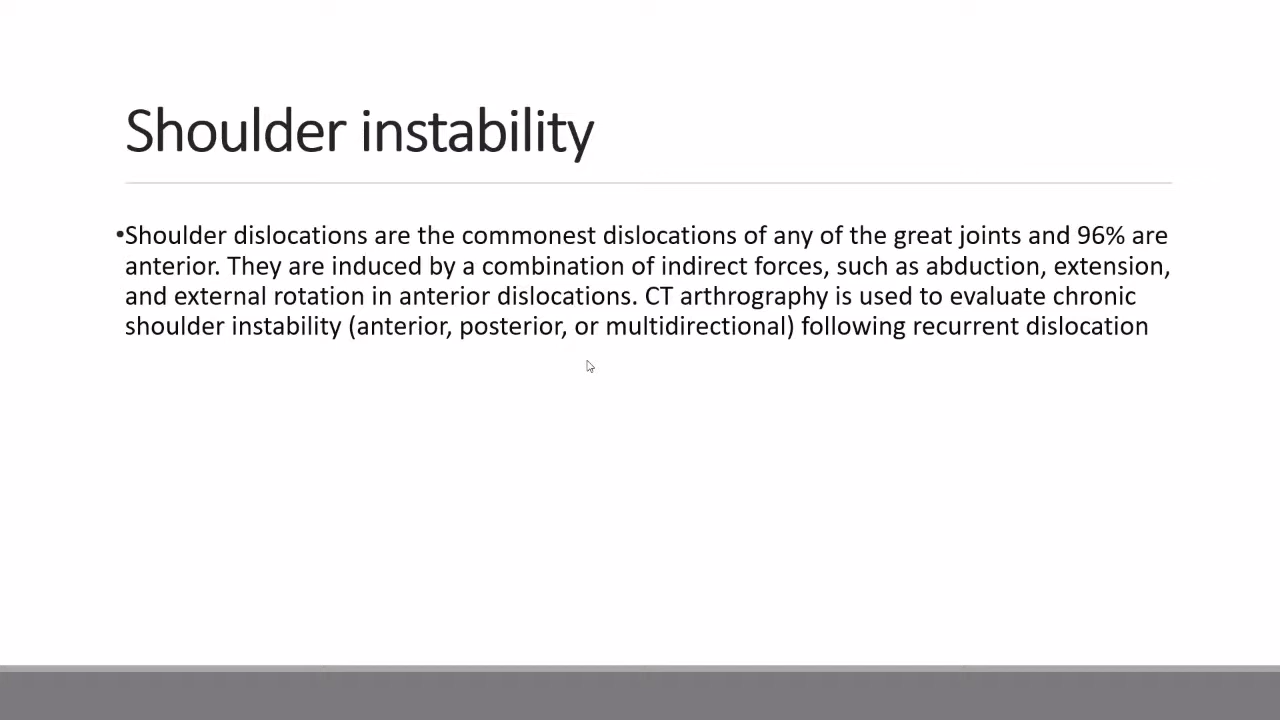 Shoulder instability
•Shoulder dislocations are the commonest dislocations of any of the great joints and 96% are
anterior. They are induced by a combination of indirect forces, such as abduction, extension,
and external rotation in anterior dislocations. CT arthrography is used to evaluate chronic
shoulder instability (anterior, posterior, or multidirectional) following recurrent dislocation